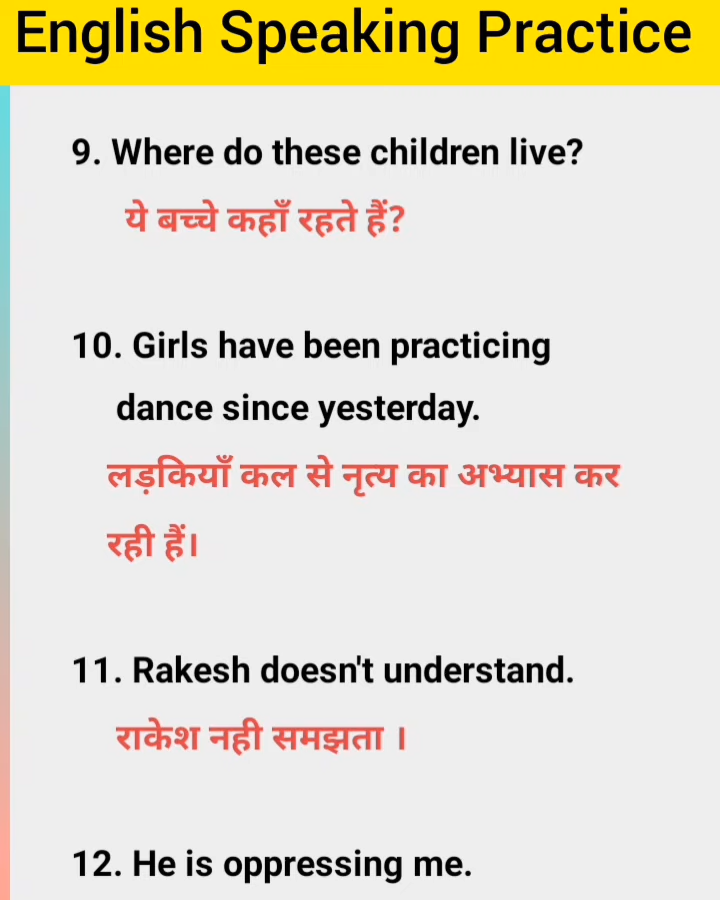 English Speaking Practice
9. Where do these children live?
ये बच्चे कहाँ रहते हैं?
10. Girls have been practicing
dance since yesterday.
लड़कियाँ कल से नृत्य का अभ्यास कर
रही हैं।
11. Rakesh doesn't understand.
राकेश नही समझता ।
12. He is oppressing me.